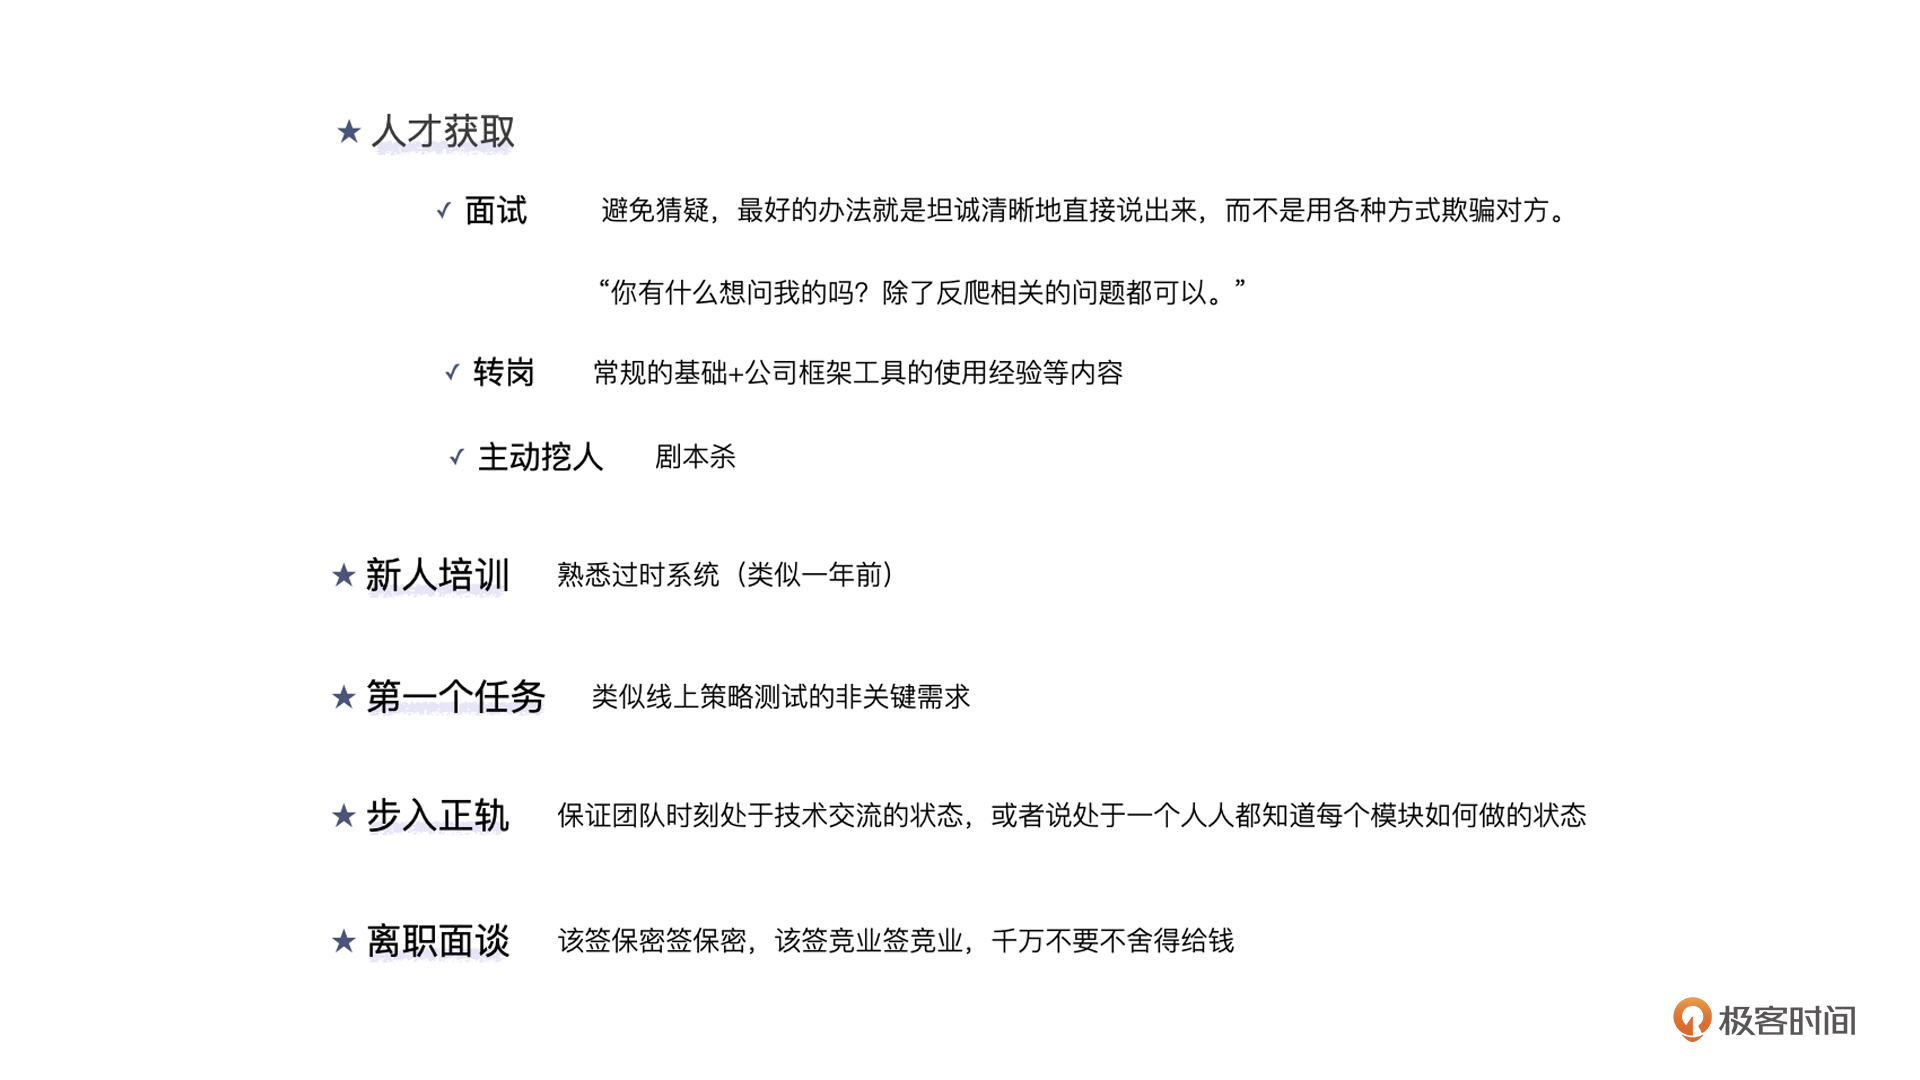 ★ 人才获取
✓ 面试 避免猜疑，最好的办法就是坦诚清晰地直接说出来，而不是用各种方式欺骗对方。
“你有什么想问我的吗？除了反爬相关的问题都可以。”
✓ 转岗 常规的基础+公司框架工具的使用经验等内容
✓ 主动挖人 剧本杀
★ 新人培训 熟悉过时系统（类似一年前）
★ 第一个任务 类似线上策略测试的非关键需求
★ 步入正轨 保证团队时刻处于技术交流的状态，或者说处于一个人人都知道每个模块如何做的状态
★ 离职面谈 该签保密签保密，该签竞业签竞业，千万不要不舍得给钱
极客时间